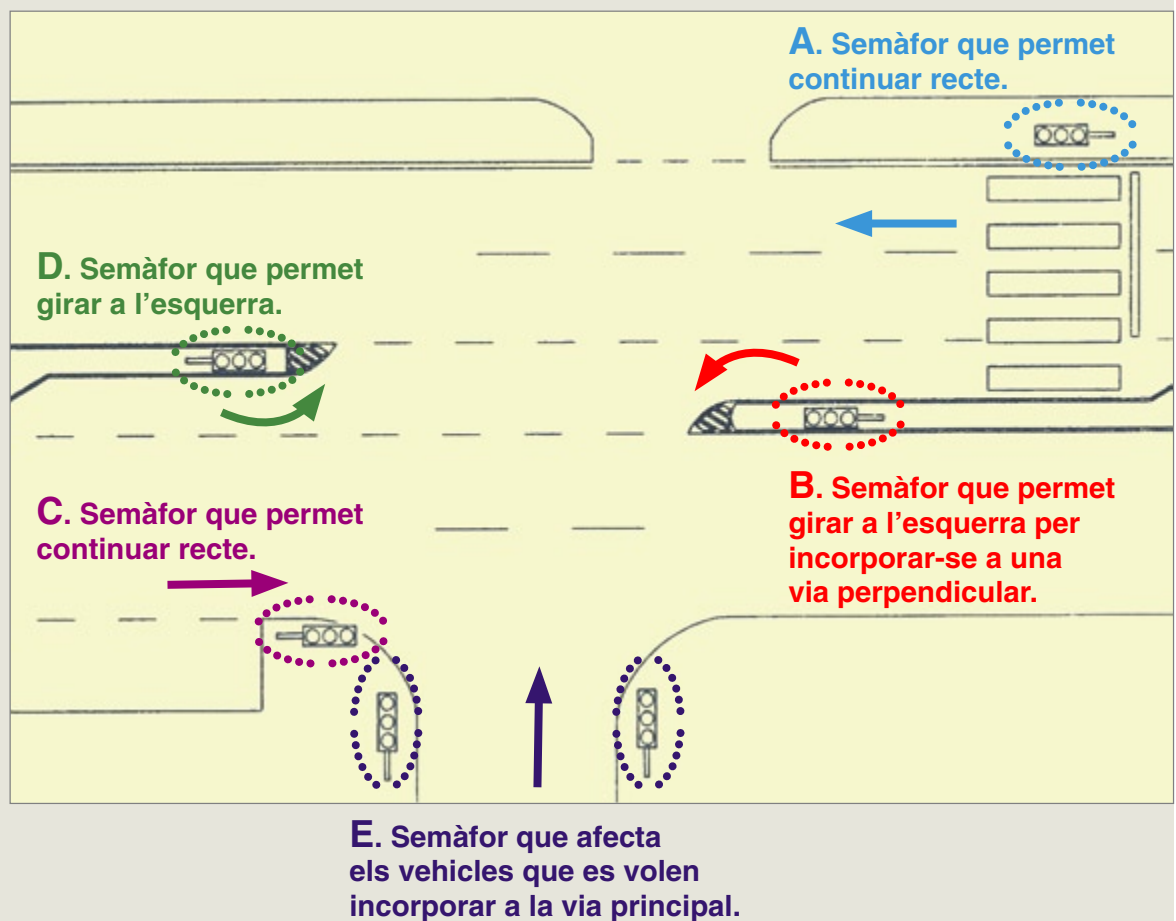 A. Semàfor que permet
continuar recte.
D. Semàfor que permet
girar a l’esquerra.
C. Semàfor que permet
continuar recte.
B. Semàfor que permet
girar a l’esquerra per
incorporar-se a una
via perpendicular.
E. Semàfor que afecta
els vehicles que es volen
incorporar a la via principal.